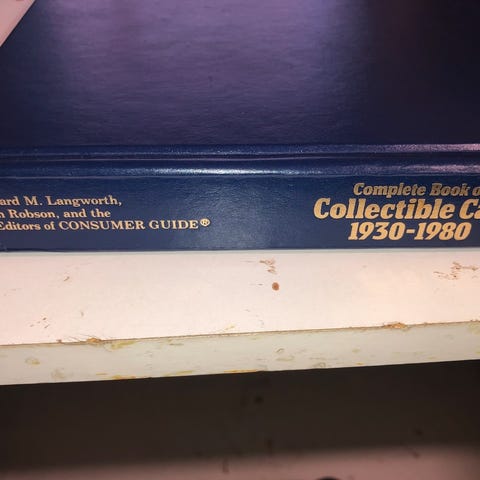 ard M. Langworth,
n Robson, and the
Editors of CONSUMER GUIDE®
Complete Book o
Collectible Ca
1930-1980